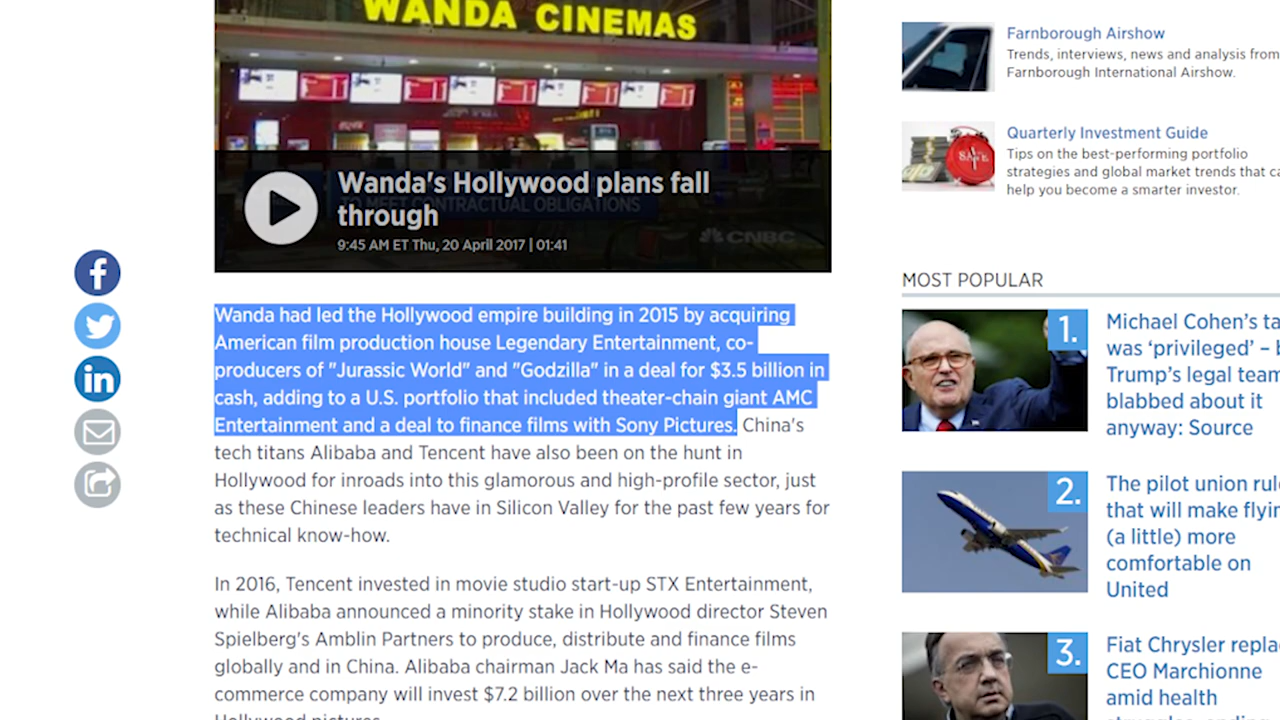 WANDA CINEMAS
Wanda's Hollywood plans fall
through
TO MEET CONTRACTUAL OBLIGATIONS
9:45 AM ET Thu, 20 April 2017 | 01:41
CNBC
Wanda had led the Hollywood empire building in 2015 by acquiring
American film production house Legendary Entertainment, co-
producers of "Jurassic World" and "Godzilla" in a deal for $3.5 billion in
cash, adding to a U.S. portfolio that included theater-chain giant AMC
Entertainment and a deal to finance films with Sony Pictures. China's
tech titans Alibaba and Tencent have also been on the hunt in
Hollywood for inroads into this glamorous and high-profile sector, just
as these Chinese leaders have in Silicon Valley for the past few years for
technical know-how.
In 2016, Tencent invested in movie studio start-up STX Entertainment,
while Alibaba announced a minority stake in Hollywood director Steven
Spielberg's Amblin Partners to produce, distribute and finance films
globally and in China. Alibaba chairman Jack Ma has said the e-
commerce company will invest $7.2 billion over the next three years in
Hollywood pictures.
Farnborough Airshow
Trends, interviews, news and analysis from
Farnborough International Airshow.
SAFE
Quarterly Investment Guide
Tips on the best-performing portfolio
strategies and global market trends that ca
help you become a smarter investor.
MOST POPULAR
1.
Michael Cohen's ta
was 'privileged' – b
Trump's legal team
blabbed about it
anyway: Source
2.
The pilot union rul
that will make flyin
(a little) more
comfortable on
United
3.
Fiat Chrysler repla
CEO Marchionne
amid health